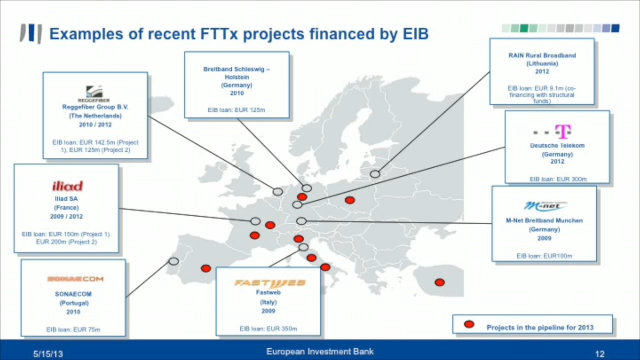 Examples of recent FTTx projects financed by EIB
REGGEFIBER
Reggefiber Group B.V.
(The Netherlands)
2010 / 2012
EIB loan: EUR 142.5m (Project
1), EUR 125m (Project 2)
Breitband Schleswig –
Holstein
(Germany)
2010
EIB loan: EUR 125m
RAIN Rural Broadband
(Lithuania)
2012
EIB loan: EUR 9.1m (co-
financing with structural
funds)
T
Deutsche Telekom
(Germany)
2012
EIB loan: EUR 300m
iliad
Iliad SA
(France)
2009 / 2012
EIB loan: EUR 150m (Project 1),
EUR 200m (Project 2)
M-net
M-Net Breitband Munchen
(Germany)
2009
EIB loan: EUR100m
SONAECOM
SONAECOM
(Portugal)
2010
EIB loan: EUR 75m
FASTWEB
Fastweb
(Italy)
2009
EIB loan: EUR 350m
Projects in the pipeline for 2013
5/15/13
European Investment Bank
12